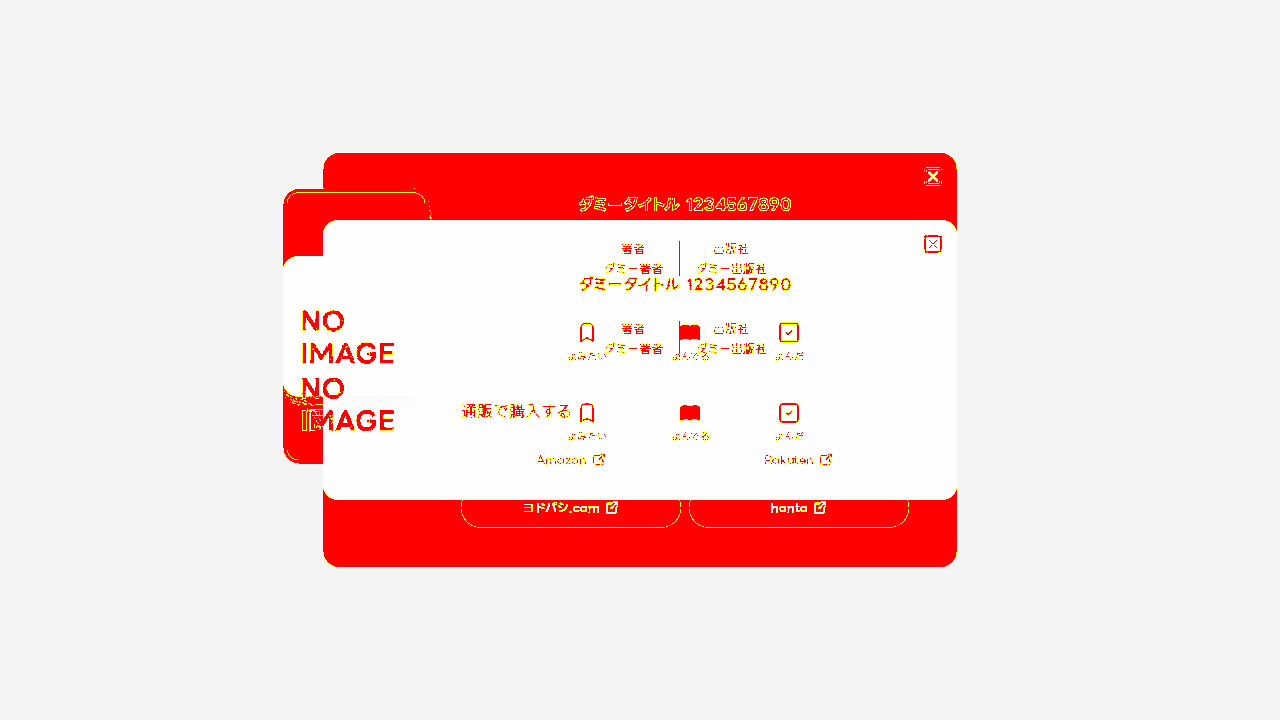 ダミータイトル 1234567890
著者
出版社
ダミー著者
ダミー出版社
ダミータイトル 1234567890
NO
IMAGE
著者
出版社
ダミー著者
ダミー出版社
よみたい
よんでる
よんだ
NO
IMAGE
通販で購入する
よみたい
よんでる
よんだ
Amazon
Rakuten
ヨドバシ.com
honto